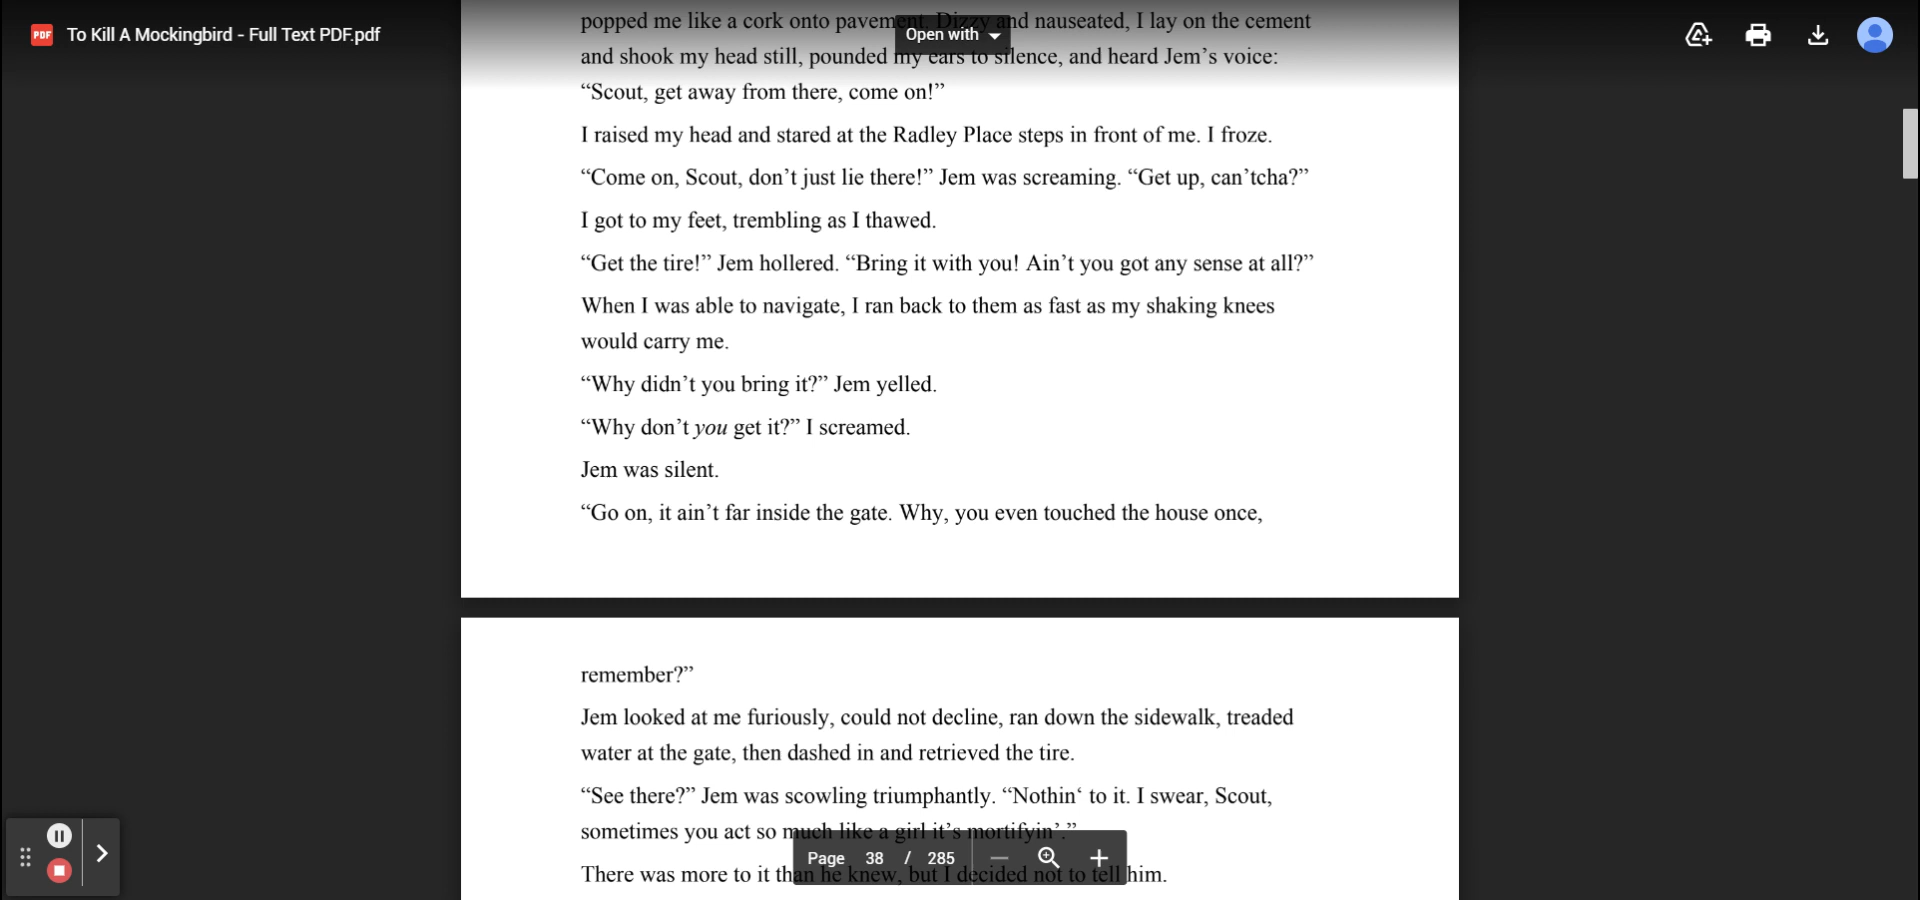 To Kill A Mockingbird - Full Text PDF.pdf
Open with
popped me like a cork onto pavement. Dizzy and nauseated, I lay on the cement
and shook my head still, pounded my ears to silence, and heard Jem’s voice:
“Scout, get away from there, come on!”
I raised my head and stared at the Radley Place steps in front of me. I froze.
“Come on, Scout, don’t just lie there!” Jem was screaming. “Get up, can’tcha?”
I got to my feet, trembling as I thawed.
“Get the tire!” Jem hollered. “Bring it with you! Ain’t you got any sense at all?”
When I was able to navigate, I ran back to them as fast as my shaking knees
would carry me.
“Why didn’t you bring it?” Jem yelled.
“Why don’t you get it?” I screamed.
Jem was silent.
“Go on, it ain’t far inside the gate. Why, you even touched the house once,
remember?”
Jem looked at me furiously, could not decline, ran down the sidewalk, treaded
water at the gate, then dashed in and retrieved the tire.
“See there?” Jem was scowling triumphantly. “Nothin‘ to it. I swear, Scout,
sometimes you act so much like a girl it’s mortifyin’.”
There was more to it than he knew, but I decided not to tell him.
Page 38 / 285
PDF